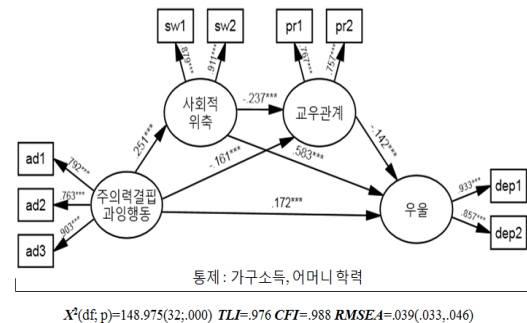 sw1 sw2 pr1 pr2
.879*** .911*** .767*** .757***
사회적
위축
-.237***
교우관계
.251***
-.161***
.583***
-.142***
ad1 .792***
ad2 .763***
ad3 .903***
주의력결핍
과잉행동
.172***
우울
.933*** dep1
.857*** dep2
통제 : 가구소득, 어머니 학력
X²(df; p)=148.975(32;.000) TLI=.976 CFI=.988 RMSEA=.039(.033,.046)